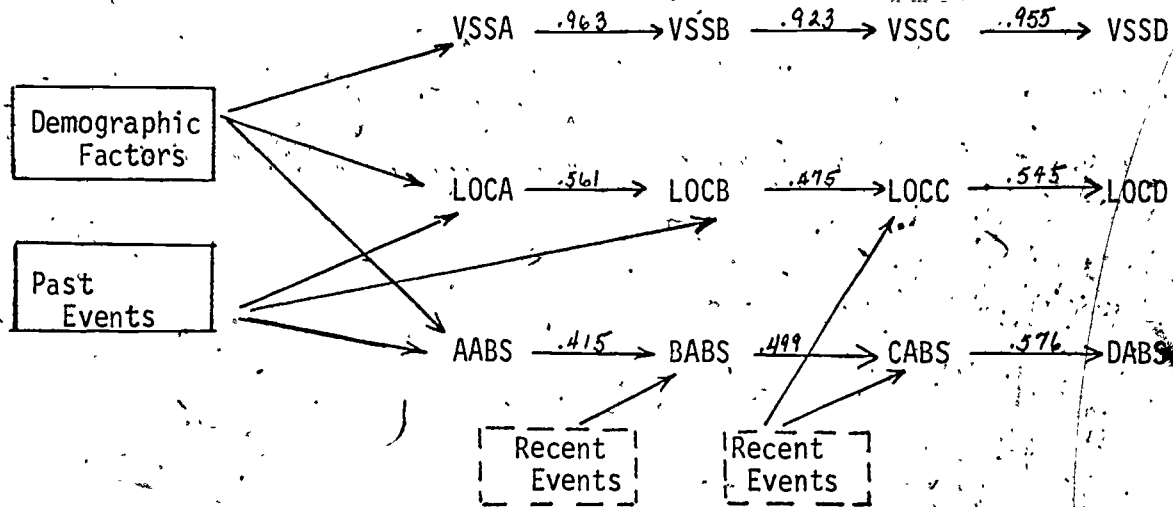 VSSA .963 VSSB .923 VSSC .955 VSSD
Demographic
Factors
LOCA .561 LOCB .475 LOCC .545 LOCD
Past
Events
AABS .415 BABS .499 CABS .576 DABS
Recent
Events
Recent
Events